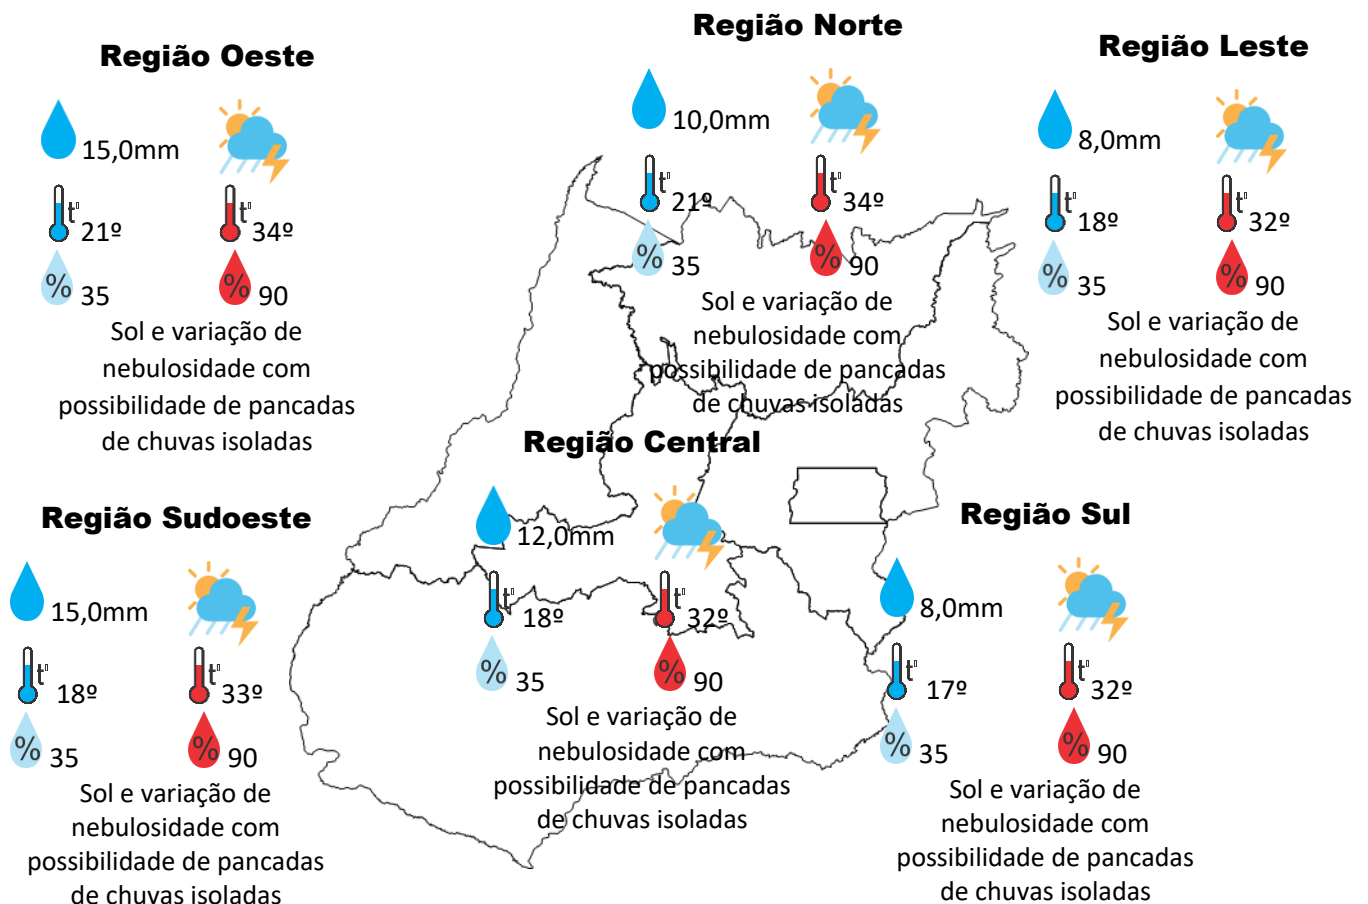 Região Oeste
15,0mm
t°
21º
t°
34º
%
35
%
90
Sol e variação de
nebulosidade com
possibilidade de pancadas
de chuvas isoladas
Região Norte
10,0mm
t°
21º
t°
34º
%
35
%
90
Sol e variação de
nebulosidade com
possibilidade de pancadas
de chuvas isoladas
Região Leste
8,0mm
t°
18º
t°
32º
%
35
%
90
Sol e variação de
nebulosidade com
possibilidade de pancadas
de chuvas isoladas
Região Sudoeste
15,0mm
t°
18º
t°
33º
%
35
%
90
Sol e variação de
nebulosidade com
possibilidade de pancadas
de chuvas isoladas
Região Central
12,0mm
t°
18º
t°
32º
%
35
%
90
Sol e variação de
nebulosidade com
possibilidade de pancadas
de chuvas isoladas
Região Sul
8,0mm
t°
17º
t°
32º
%
35
%
90
Sol e variação de
nebulosidade com
possibilidade de pancadas
de chuvas isoladas